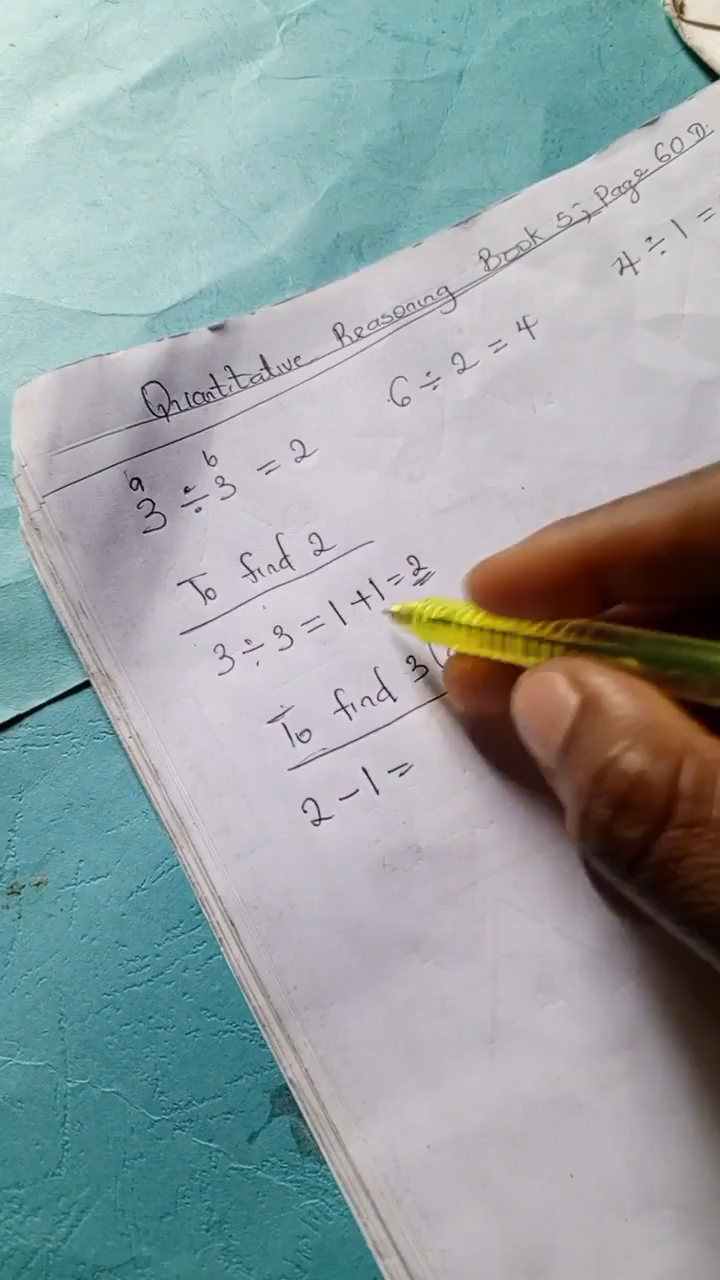 Quantitative Reasoning Book 5; Page 60 D
a b
3 ÷ 3 = 2 6 ÷ 2 = 4 4 ÷ 1 =
To find 2
3 ÷ 3 = 1 + 1 = 2
To find 3 (
2 - 1 =